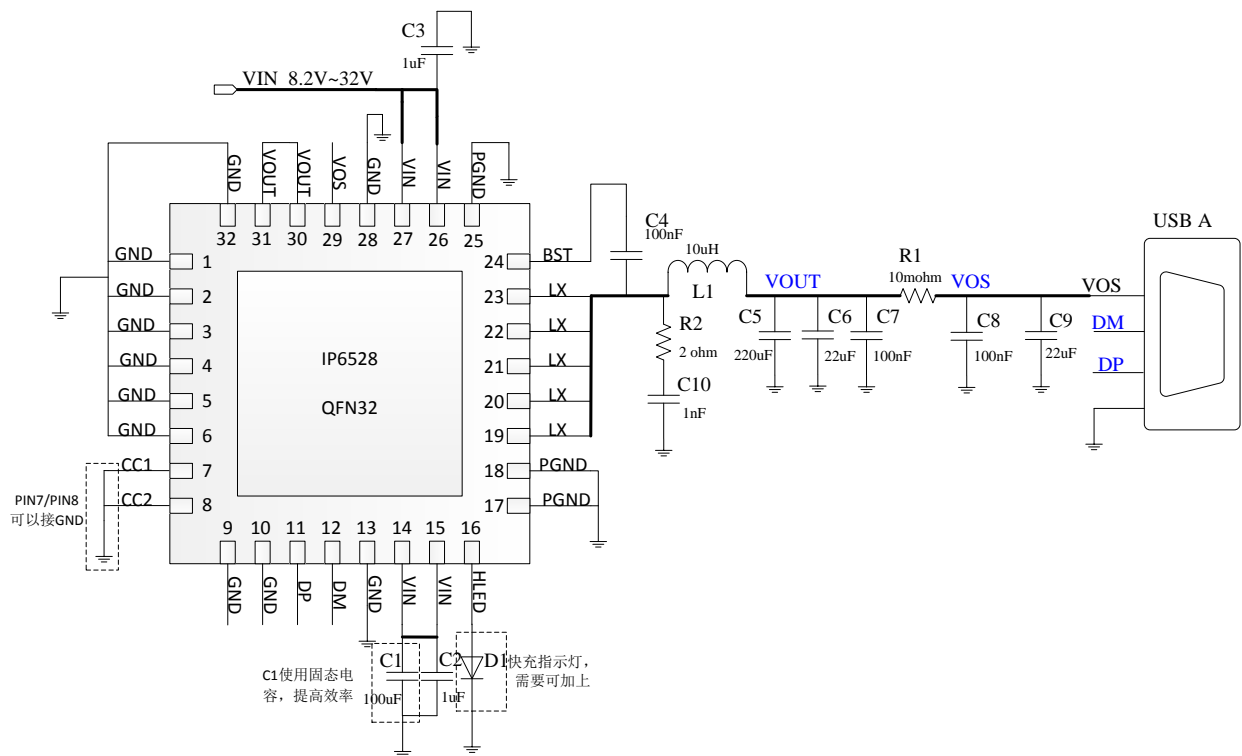 C3
1uF
VIN 8.2V~32V
GND
VOUT
VOUT
VOS
GND
VIN
VIN
PGND
32
31
30
29
28
27
26
25
GND
1
GND
2
GND
3
GND
4
GND
5
GND
6
CC1
7
CC2
8
PIN7/PIN8
可以接GND
IP6528
QFN32
24
BST
23
LX
22
LX
21
LX
20
LX
19
LX
18
PGND
17
PGND
9
10
11
12
13
14
15
16
GND
GND
DP
DM
GND
VIN
VIN
HLED
C1使用固态电
容，提高效率
C1
100uF
C2
1uF
D1
快充指示灯，
需要可加上
C4
100nF
10uH
L1
R2
2 ohm
C10
1nF
VOUT
C5
220uF
C6
22uF
C7
100nF
R1
10mohm
VOS
C8
100nF
C9
22uF
USB A
VOS
DM
DP